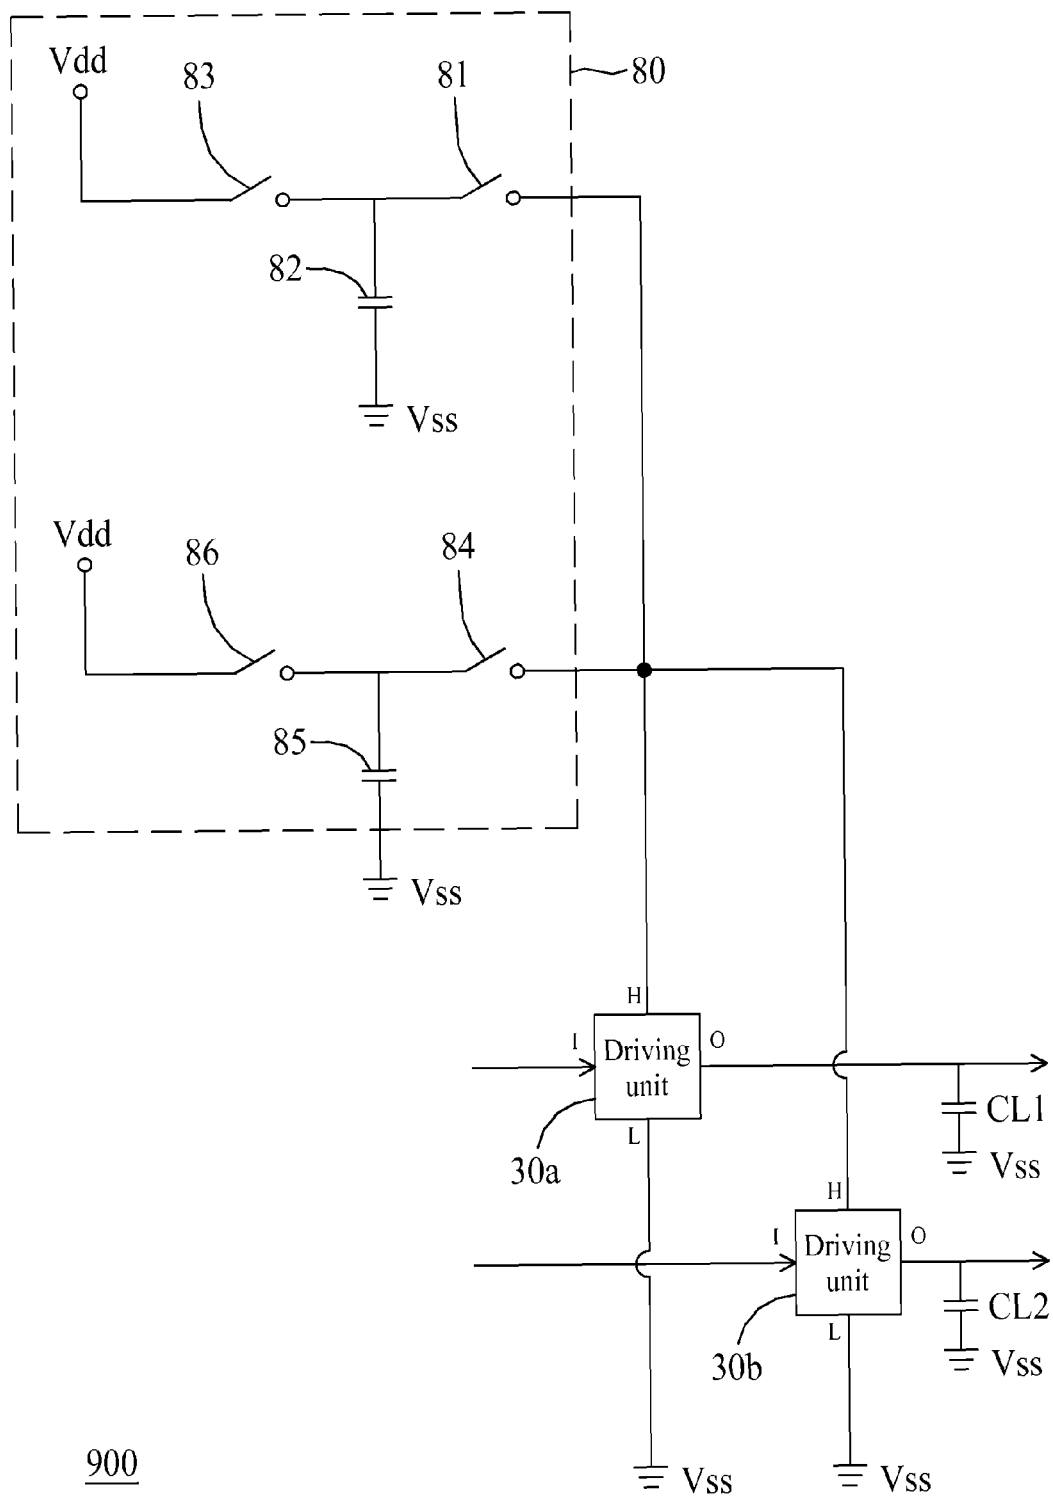 Vdd
83
81
80
82
Vss
Vdd
86
84
85
Vss
H
I
Driving
unit
O
L
30a
CL1
Vss
H
I
Driving
unit
O
L
30b
CL2
Vss
900
Vss
Vss